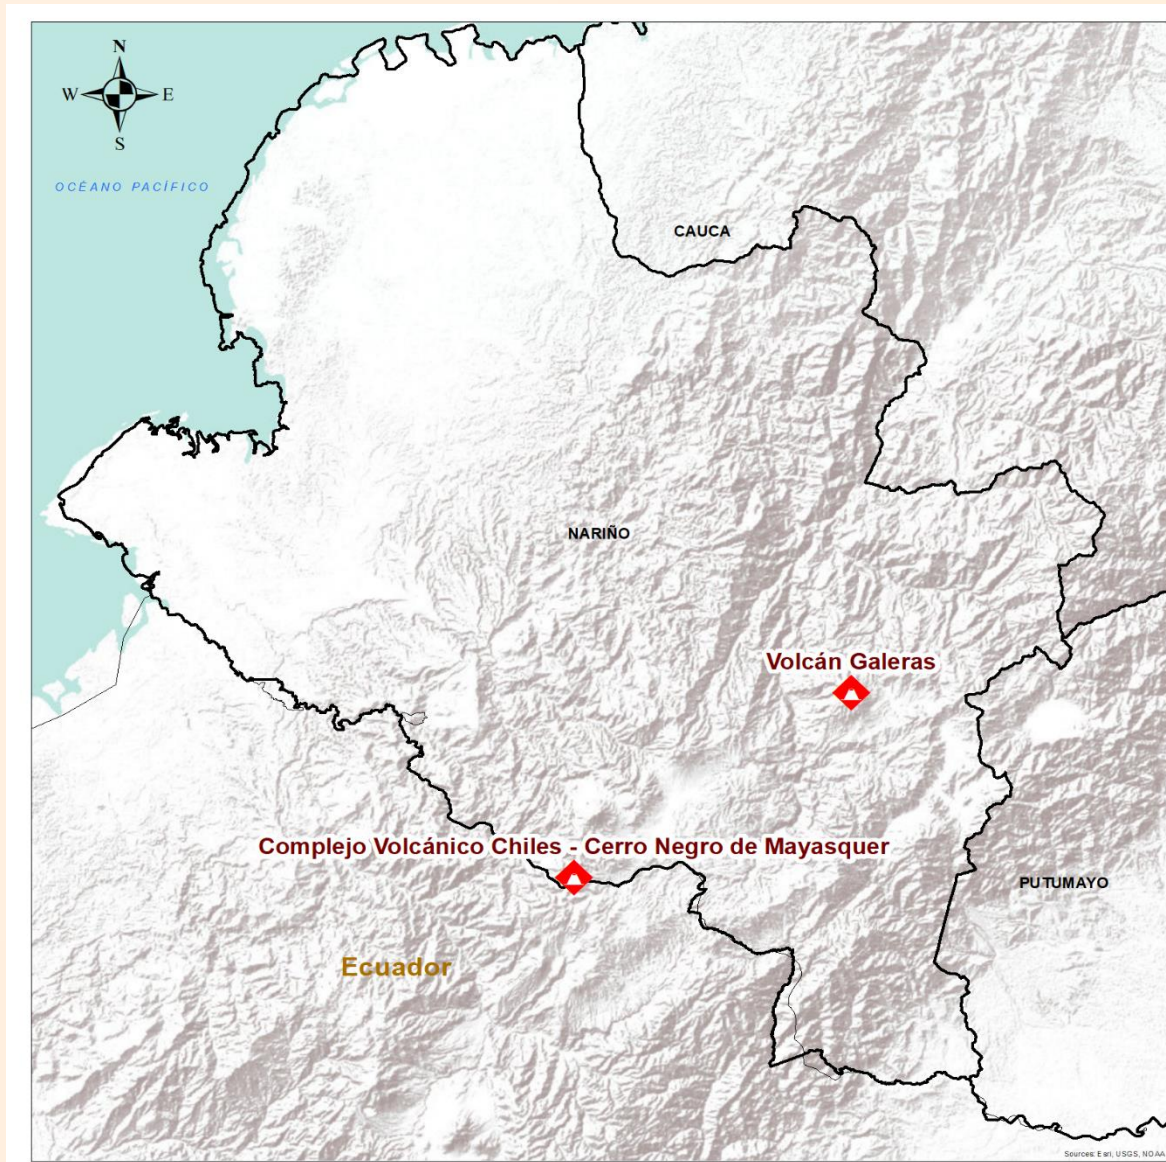 N
W E
S
OCÉANO PACÍFICO
CAUCA
NARIÑO
Volcán Galeras
Complejo Volcánico Chiles - Cerro Negro de Mayasquer
PUTUMAYO
Ecuador
Sources: Esri, USGS, NOAA